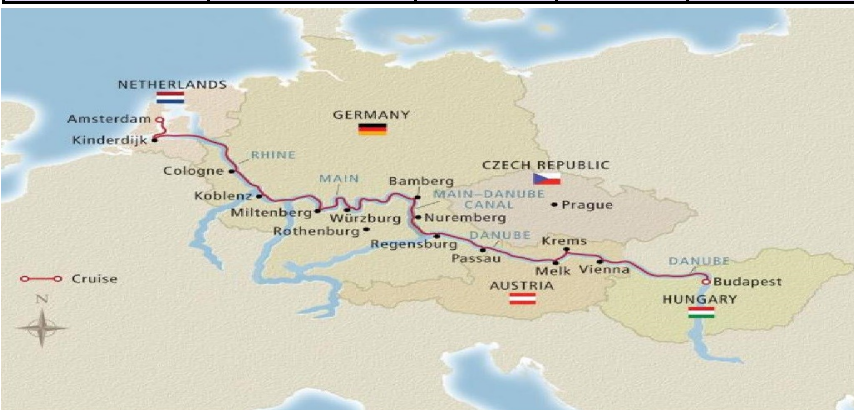 NETHERLANDS
Amsterdam
GERMANY
Kinderdijk
RHINE
CZECH REPUBLIC
Cologne
MAIN
Bamberg
Koblenz
MAIN–DANUBE
CANAL
Prague
Miltenberg
Würzburg
Nuremberg
Rothenburg
DANUBE
Regensburg
Krems
Passau
DANUBE
Melk
Vienna
Cruise
Budapest
AUSTRIA
N
HUNGARY